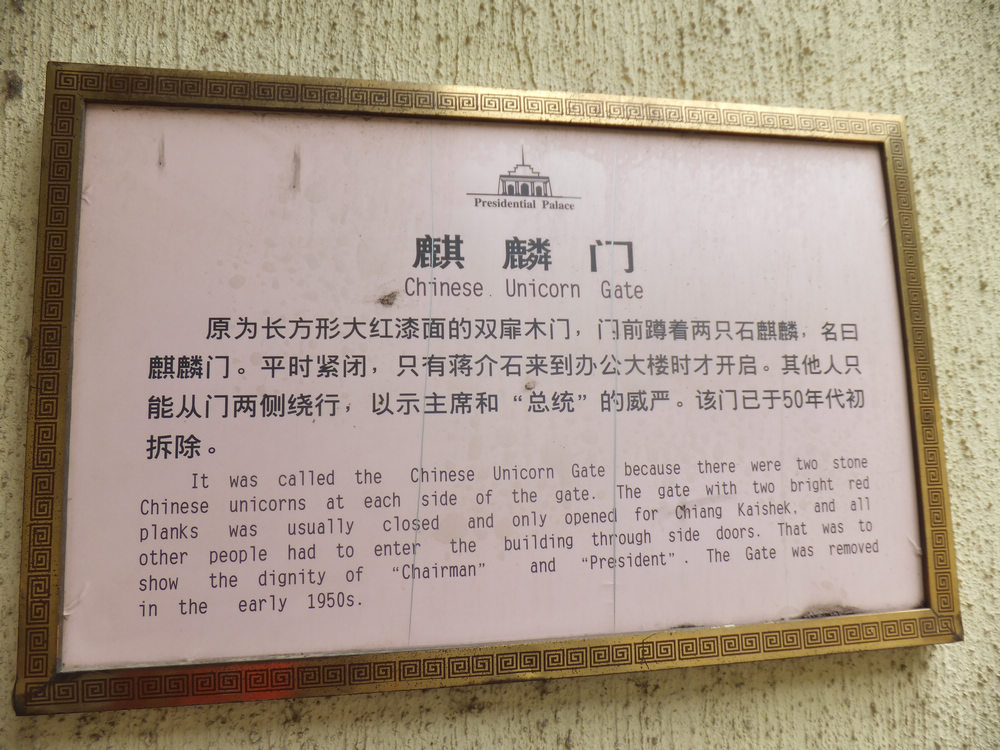 Presidential Palace
麒麟门
Chinese Unicorn Gate
原为长方形大红漆面的双扉木门，门前蹲着两只石麒麟，名曰
麒麟门。平时紧闭，只有蒋介石来到办公大楼时才开启。其他人只
能从门两侧绕行，以示主席和“总统”的威严。该门已于50年代初
拆除。
It was called the Chinese Unicorn Gate because there were two stone
Chinese unicorns at each side of the gate. The gate with two bright red
planks was usually closed and only opened for Chiang Kaishek, and all
other people had to enter the building through side doors. That was to
show the dignity of “Chairman” and “President”. The Gate was removed
in the early 1950s.